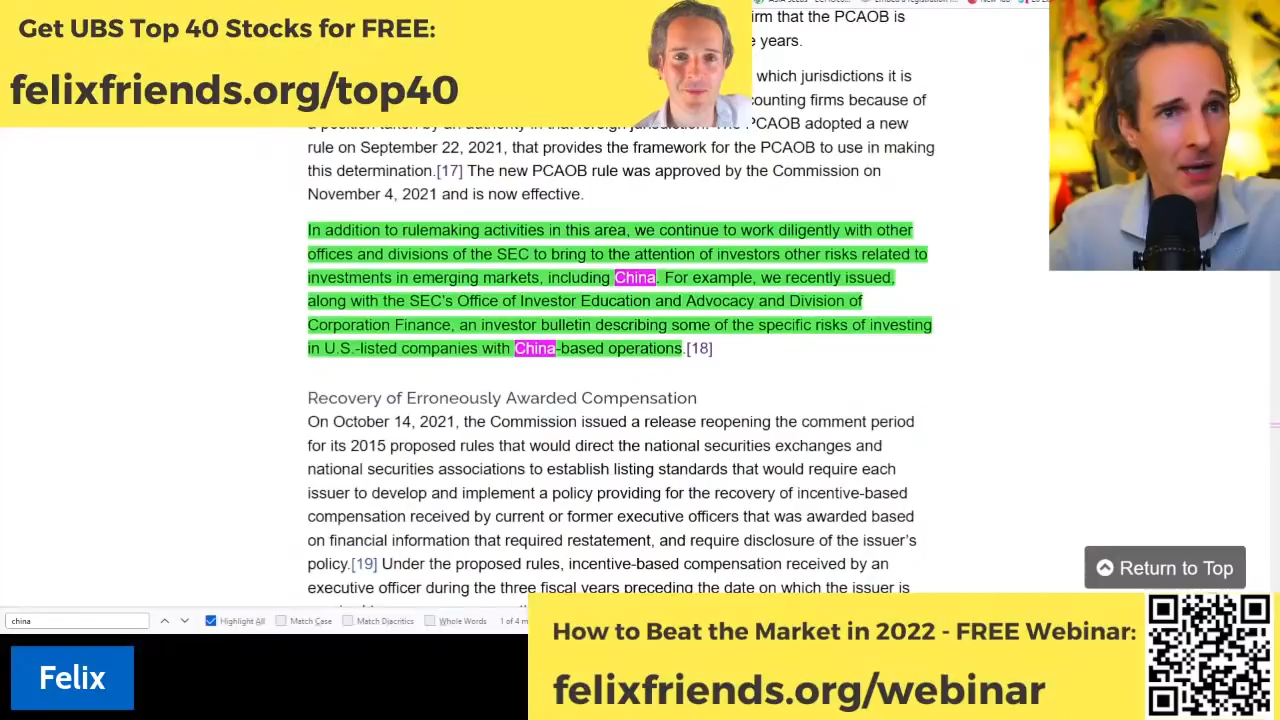 Get UBS Top 40 Stocks for FREE:
felixfriends.org/top40
irm that the PCAOB is
e years.
which jurisdictions it is
counting firms because of
a position taken by an authority in that foreign jurisdiction. The PCAOB adopted a new
rule on September 22, 2021, that provides the framework for the PCAOB to use in making
this determination.[17] The new PCAOB rule was approved by the Commission on
November 4, 2021 and is now effective.
In addition to rulemaking activities in this area, we continue to work diligently with other
offices and divisions of the SEC to bring to the attention of investors other risks related to
investments in emerging markets, including China. For example, we recently issued,
along with the SEC's Office of Investor Education and Advocacy and Division of
Corporation Finance, an investor bulletin describing some of the specific risks of investing
in U.S.-listed companies with China-based operations.[18]
Recovery of Erroneously Awarded Compensation
On October 14, 2021, the Commission issued a release reopening the comment period
for its 2015 proposed rules that would direct the national securities exchanges and
national securities associations to establish listing standards that would require each
issuer to develop and implement a policy providing for the recovery of incentive-based
compensation received by current or former executive officers that was awarded based
on financial information that required restatement, and require disclosure of the issuer's
policy.[19] Under the proposed rules, incentive-based compensation received by an
executive officer during the three fiscal years preceding the date on which the issuer is
Return to Top
china
Highlight All
Match Case
Match Diacritics
Whole Words
1 of 4 m
How to Beat the Market in 2022 - FREE Webinar:
felixfriends.org/webinar
Felix